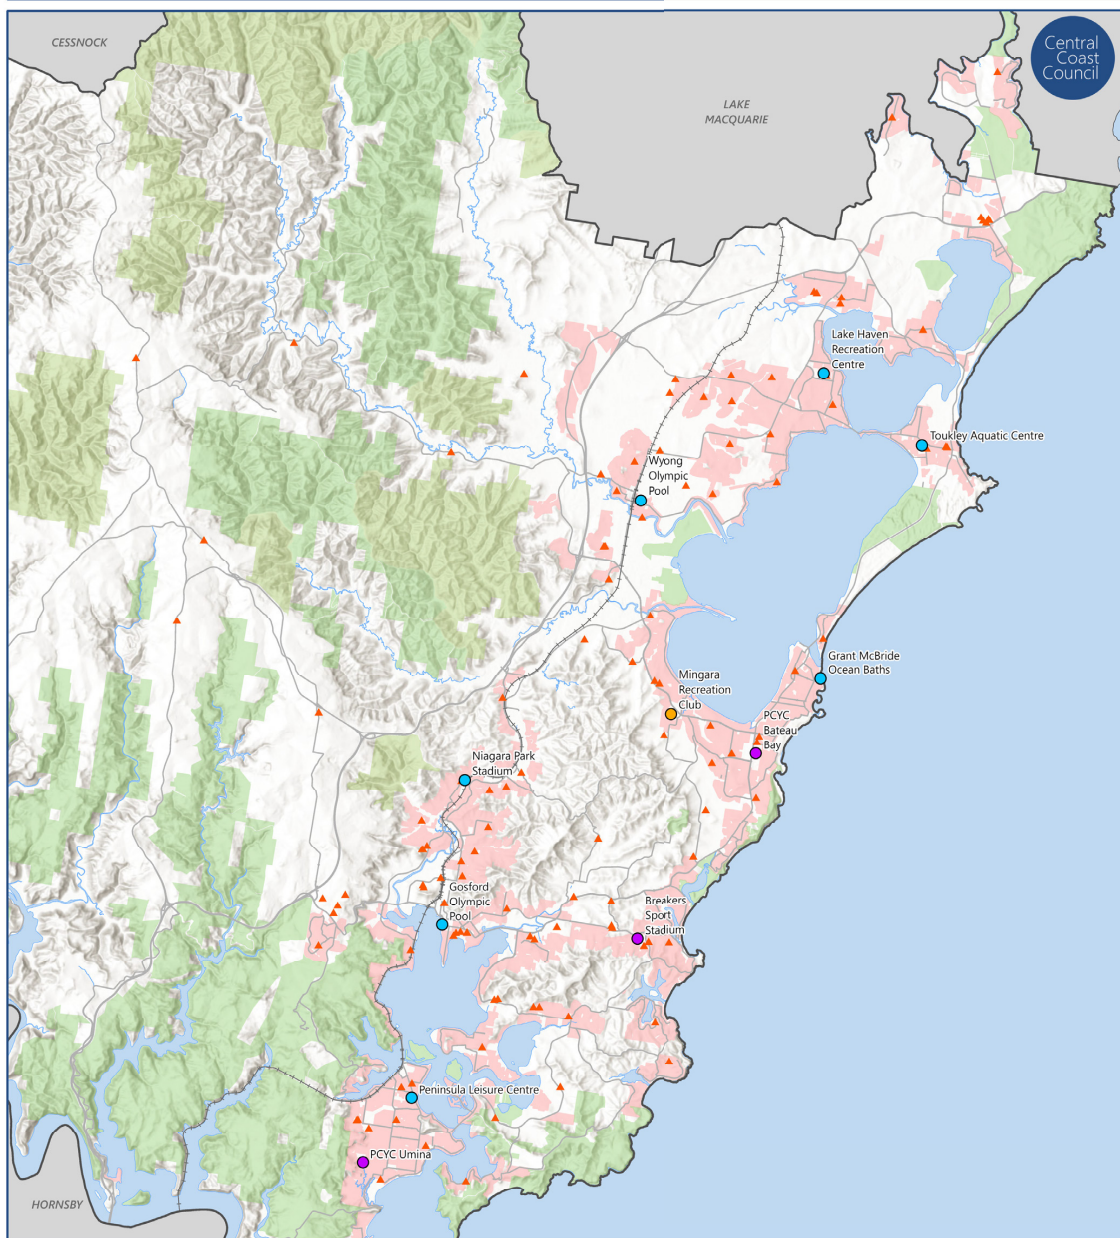 CESSNOCK
Central
Coast
Council
LAKE
MACQUARIE
Lake Haven
Recreation
Centre
Toukley Aquatic Centre
Wyong
Olympic
Pool
Grant McBride
Ocean Baths
Mingara
Recreation
Club
PCYC
Bateau
Bay
Niagara Park
Stadium
Gosford
Olympic
Pool
Breakers
Sport
Stadium
Peninsula Leisure Centre
PCYC Umina
HORNSBY